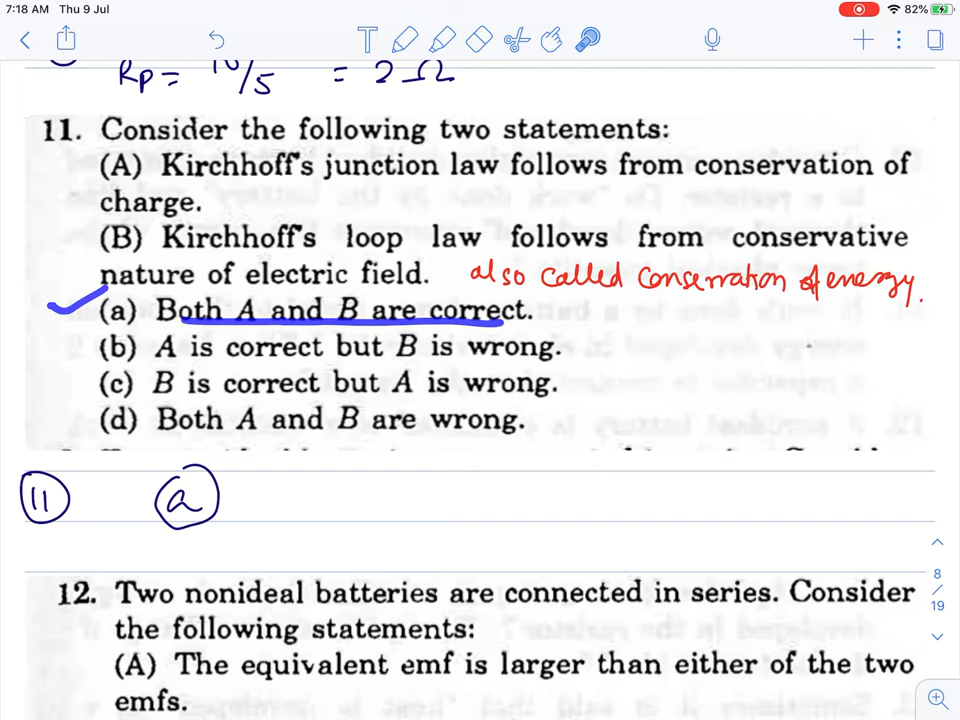 7:18 AM Thu 9 Jul
82%
T
Rp = 10/5 = 2 Ω
11. Consider the following two statements:
(A) Kirchhoff's junction law follows from conservation of
charge.
(B) Kirchhoff's loop law follows from conservative
nature of electric field. also called conservation of energy.
(a) Both A and B are correct.
(b) A is correct but B is wrong.
(c) B is correct but A is wrong.
(d) Both A and B are wrong.
11 a
8
/
19
12. Two nonideal batteries are connected in series. Consider
the following statements:
(A) The equivalent emf is larger than either of the two
emfs.